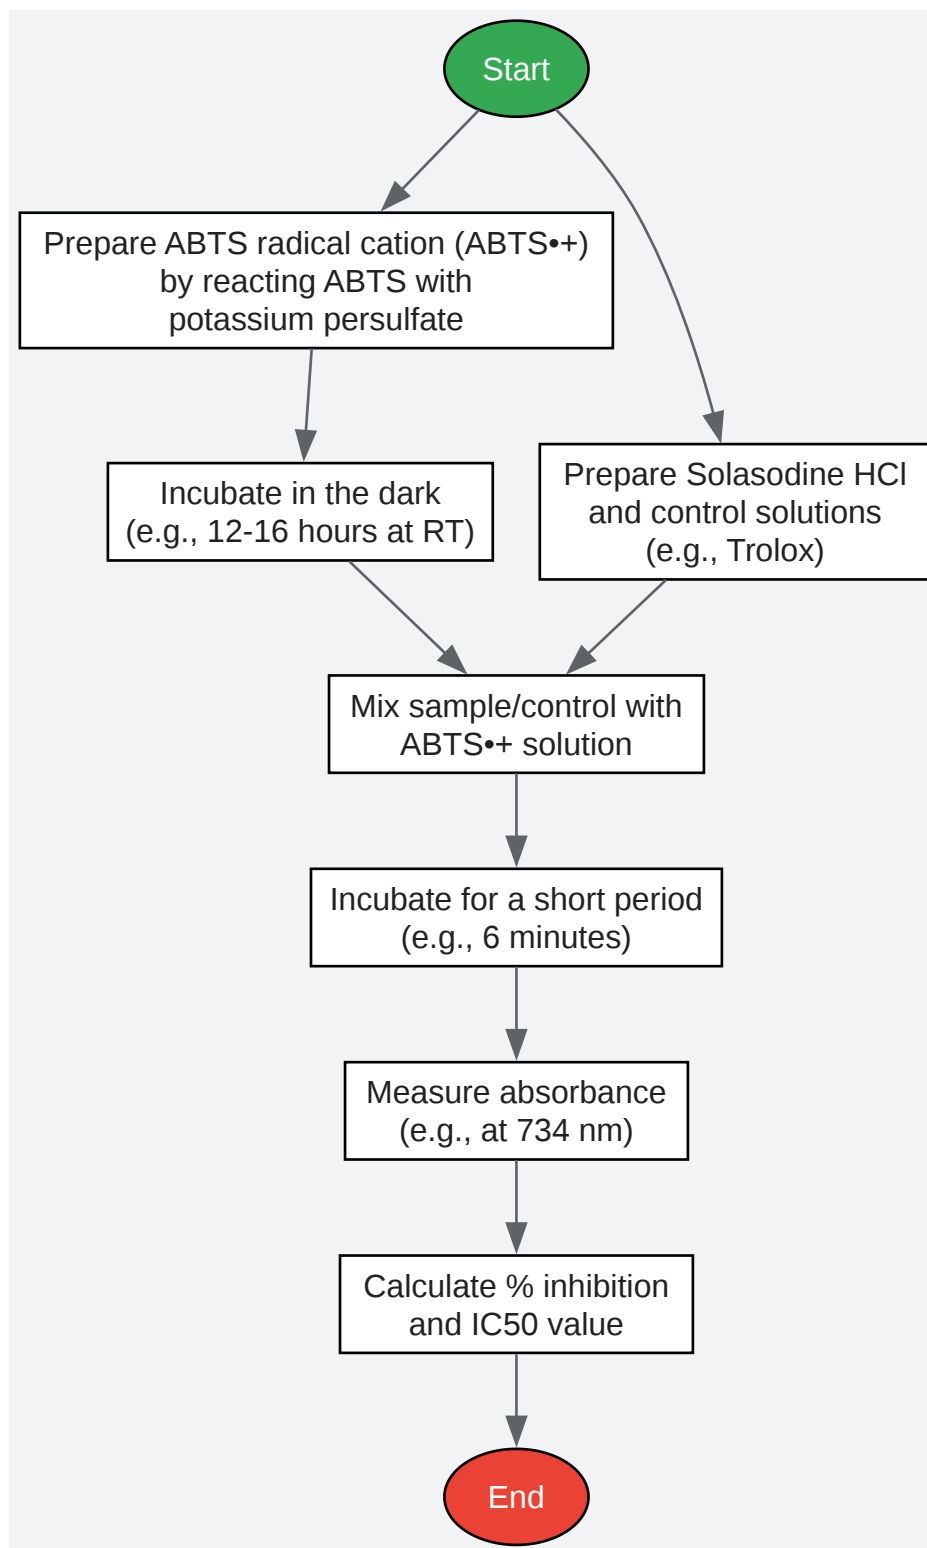 Start
Prepare ABTS radical cation (ABTS•+)
by reacting ABTS with
potassium persulfate
Incubate in the dark
(e.g., 12-16 hours at RT)
Prepare Solasodine HCl
and control solutions
(e.g., Trolox)
Mix sample/control with
ABTS•+ solution
Incubate for a short period
(e.g., 6 minutes)
Measure absorbance
(e.g., at 734 nm)
Calculate % inhibition
and IC50 value
End